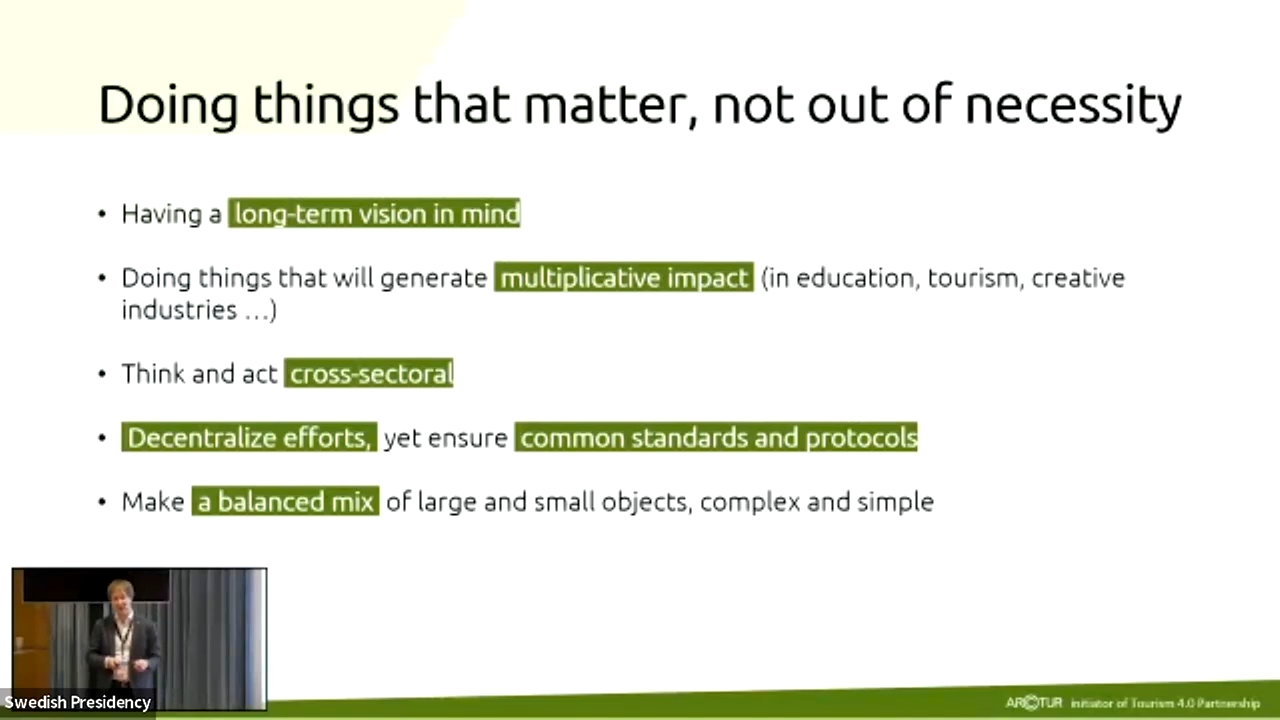 Doing things that matter, not out of necessity
• Having a long-term vision in mind
• Doing things that will generate multiplicative impact (in education, tourism, creative
industries ...)
• Think and act cross-sectoral
• Decentralize efforts, yet ensure common standards and protocols
• Make a balanced mix of large and small objects, complex and simple
Swedish Presidency
ARCTUR initiator of Tourism 4.0 Partnership